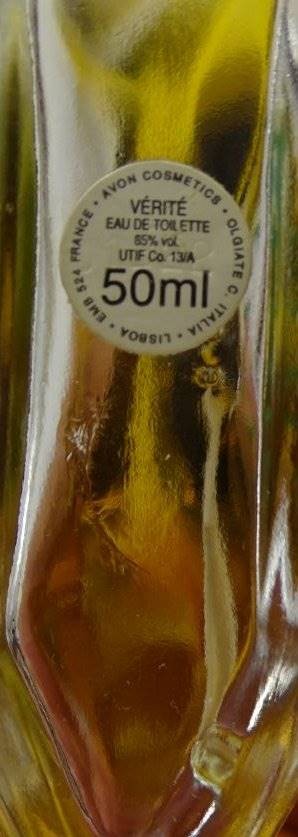 • AVON COSMETICS • OLGIATE C. ITALIA • LISBOA • EMB 524 FRANCE
VÉRITÉ
EAU DE TOILETTE
85% vol.
UTIF Co. 13/A
50ml